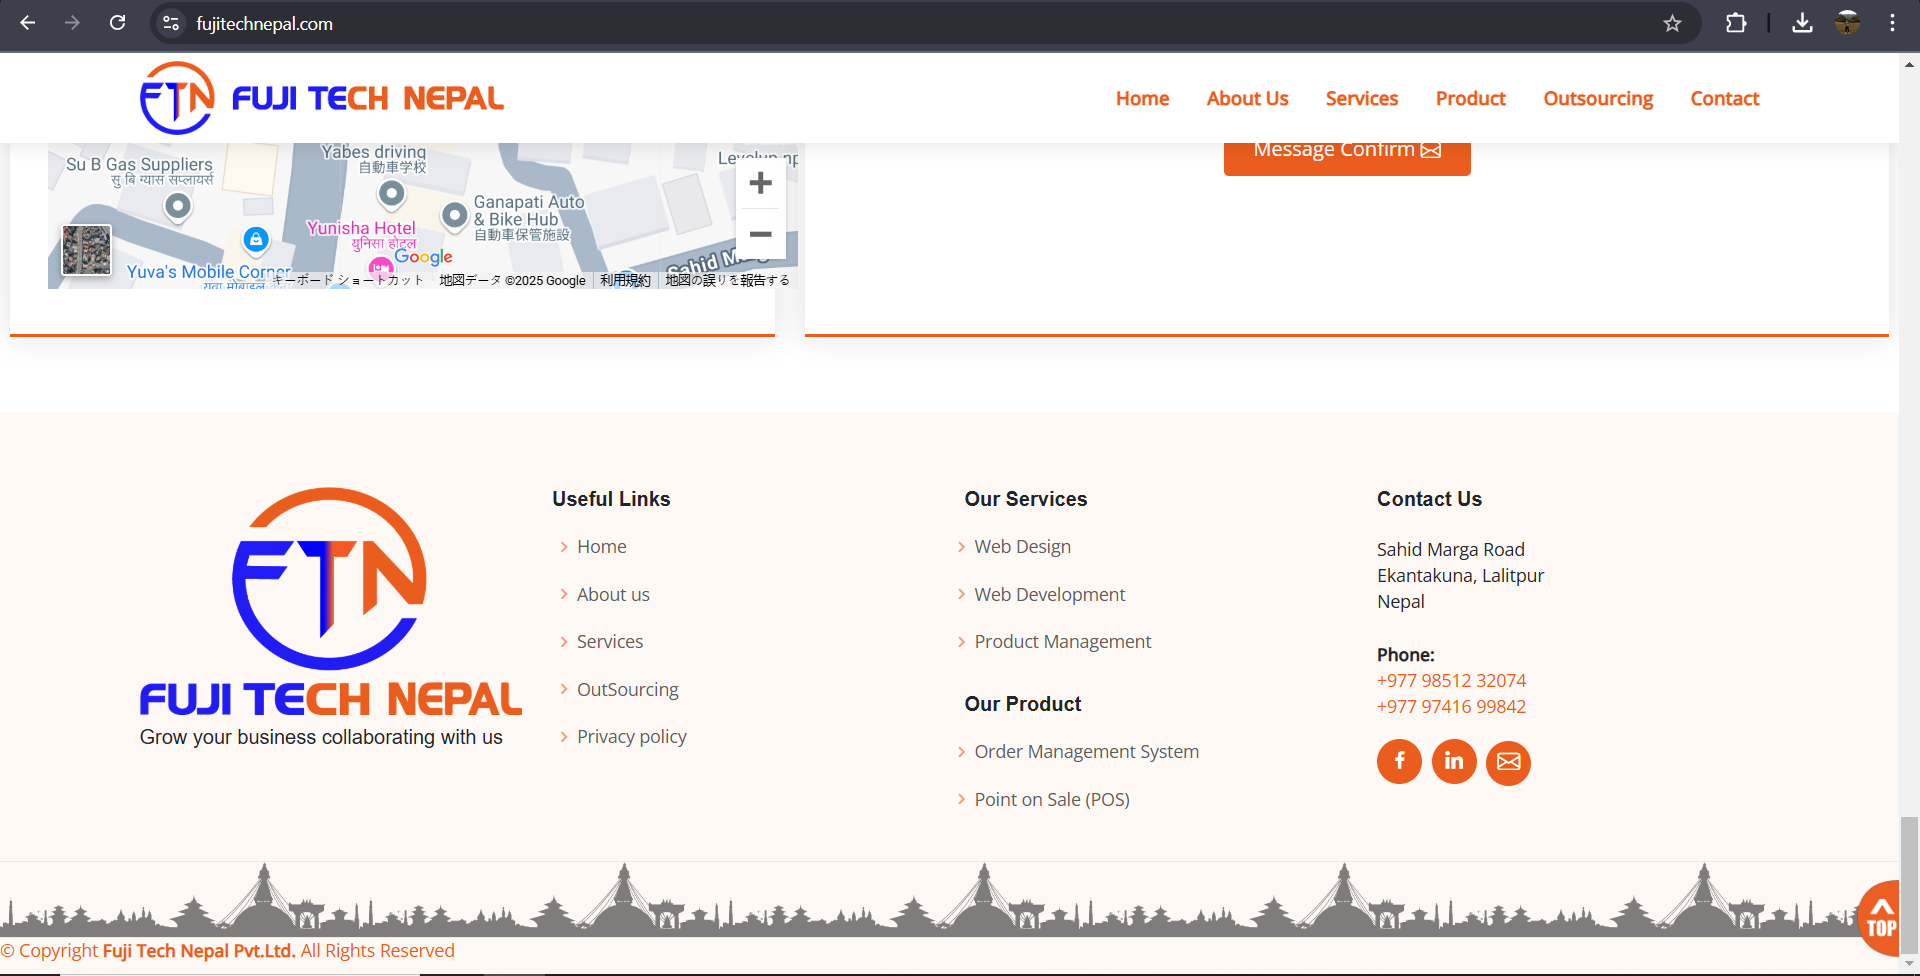 fujitechnepal.com
FTN
FUJI TECH NEPAL
Home
About Us
Services
Product
Outsourcing
Contact
Su B Gas Suppliers
सु बि ग्यास सप्लायर्स
Yabes driving
自動車学校
Ganapati Auto
& Bike Hub
自動車保管施設
Yunisha Hotel
युनिसा होटल
Google
Yuva's Mobile Corner
キーボード ショートカット
地図データ ©2025 Google
利用規約
地図の誤りを報告する
Message Confirm
FTN
FUJI TECH NEPAL
Grow your business collaborating with us
Useful Links
Home
About us
Services
OutSourcing
Privacy policy
Our Services
Web Design
Web Development
Product Management
Our Product
Order Management System
Point on Sale (POS)
Contact Us
Sahid Marga Road
Ekantakuna, Lalitpur
Nepal
Phone:
+977 98512 32074
+977 97416 99842
TOP
© Copyright Fuji Tech Nepal Pvt.Ltd. All Rights Reserved